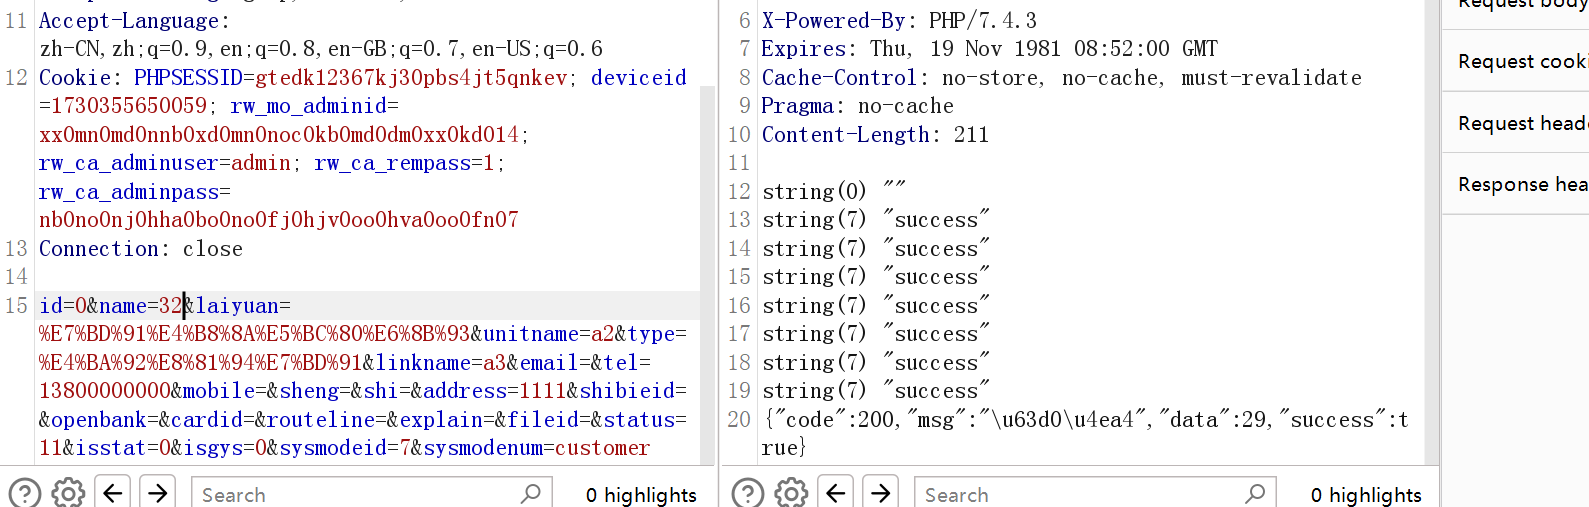 11 Accept-Language:
zh-CN,zh;q=0.9,en;q=0.8,en-GB;q=0.7,en-US;q=0.6
12 Cookie: PHPSESSID=gtedk12367kj30pbs4jt5qnkev; deviceid
=1730355650059; rw_mo_adminid=
xx0mn0md0nnb0xd0mn0noc0kb0md0dm0xx0kd014;
rw_ca_adminuser=admin; rw_ca_rempass=1;
rw_ca_adminpass=
nb0no0nj0hha0bo0no0fj0hjv0oo0hva0oo0fn07
13 Connection: close
14
15 id=0&name=32&laiyuan=
%E7%BD%91%E4%B8%8A%E5%BC%80%E6%8B%93&unitname=a2&type=
%E4%BA%92%E8%81%94%E7%BD%91&linkname=a3&email=&tel=
13800000000&mobile=&sheng=&shi=&address=1111&shibieid=
&openbank=&cardid=&routeline=&explain=&fileid=&status=
11&isstat=0&isgys=0&sysmodeid=7&sysmodenum=customer
Search
0 highlights
6 X-Powered-By: PHP/7.4.3
7 Expires: Thu, 19 Nov 1981 08:52:00 GMT
8 Cache-Control: no-store, no-cache, must-revalidate
9 Pragma: no-cache
10 Content-Length: 211
11
12 string(0) ""
13 string(7) "success"
14 string(7) "success"
15 string(7) "success"
16 string(7) "success"
17 string(7) "success"
18 string(7) "success"
19 string(7) "success"
20 {"code":200,"msg":"\u63d0\u4ea4","data":29,"success":t
rue}
Search
0 highlights
Request body
Request cooki
Request heade
Response hea